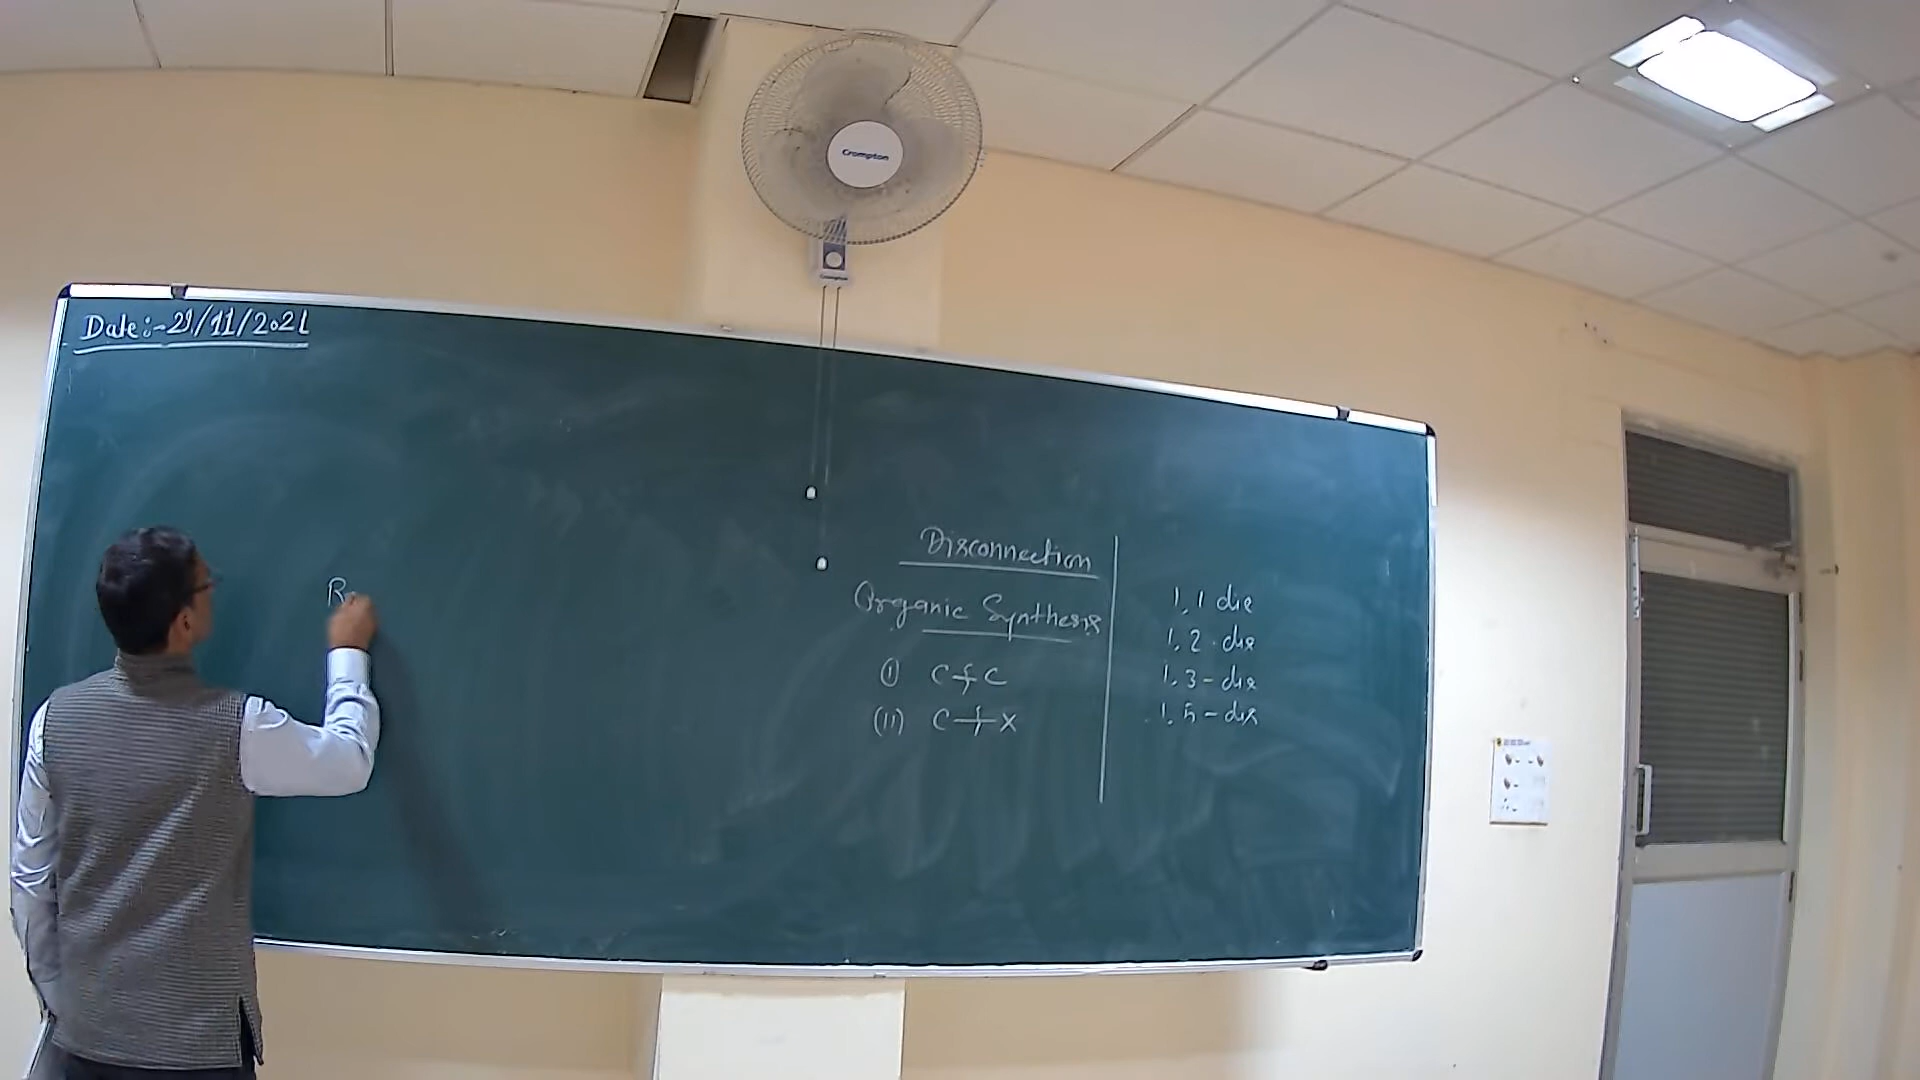 Crompton
Crompton
Date:-29/11/2021
R
Disconnection
Organic Synthesis
(I) C+C
(II) C+X
1,1 dis
1,2-dis
1,3-dis
1,5-dis